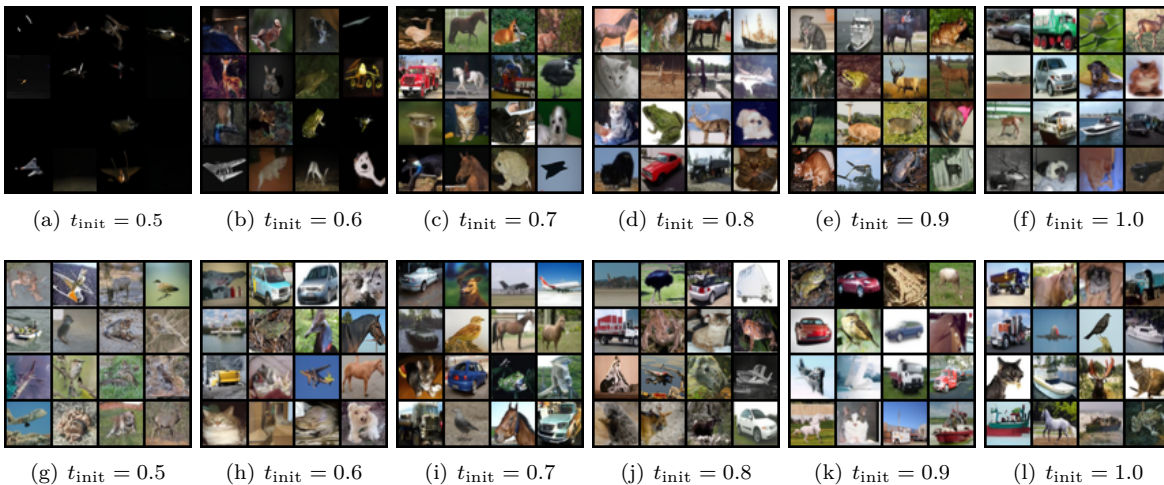 (a) t_init = 0.5 (b) t_init = 0.6 (c) t_init = 0.7 (d) t_init = 0.8 (e) t_init = 0.9 (f) t_init = 1.0
(g) t_init = 0.5 (h) t_init = 0.6 (i) t_init = 0.7 (j) t_init = 0.8 (k) t_init = 0.9 (l) t_init = 1.0